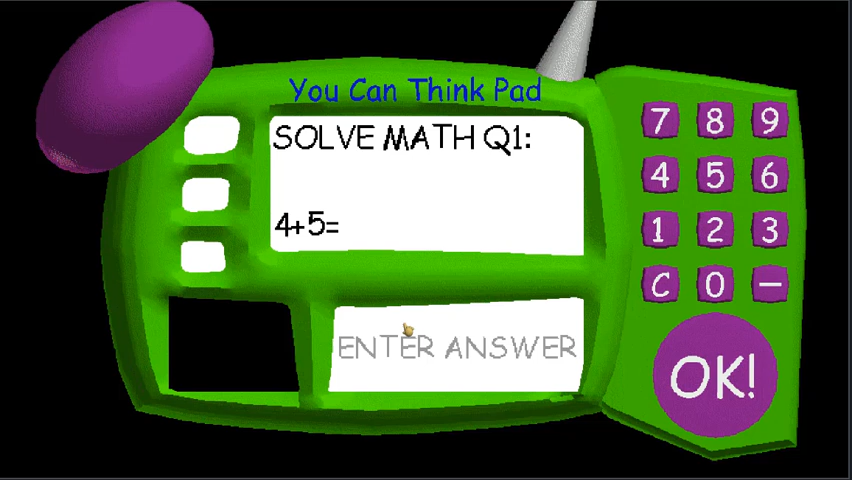 You Can Think Pad
SOLVE MATH Q1:
4+5=
ENTER ANSWER
7 8 9
4 5 6
1 2 3
C 0 —
OK!